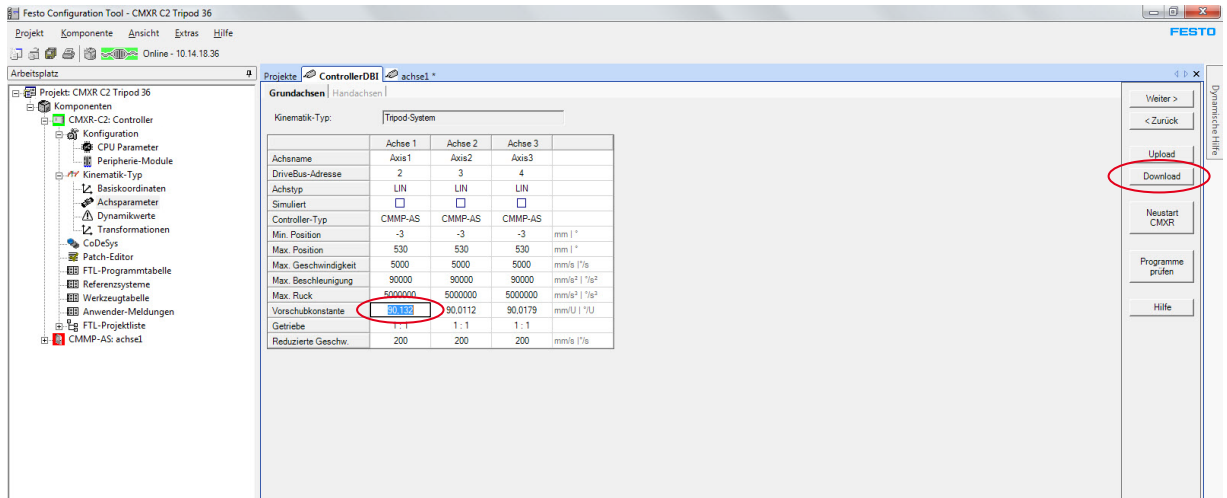 Festo Configuration Tool - CMXR C2 Tripod 36
Projekt Komponente Ansicht Extras Hilfe
FESTO
Online - 10.14.18.36
Arbeitsplatz
Projekte ControllerDBI achse1 *
Projekt: CMXR C2 Tripod 36
Komponenten
CMXR-C2: Controller
Konfiguration
CPU Parameter
Peripherie-Module
Kinematik-Typ
Basiskoordinaten
Achsparameter
Dynamikwerte
Transformationen
CoDeSys
Patch-Editor
FTL-Programmtabelle
Referenzsysteme
Werkzeugtabelle
Anwender-Meldungen
FTL-Projektliste
CMMP-AS: achse1
Grundachsen Handachsen
Kinematik-Typ: Tripod-System
Achse 1 Achse 2 Achse 3
Achsname Axis1 Axis2 Axis3
DriveBus-Adresse 2 3 4
Achstyp LIN LIN LIN
Simuliert
Controller-Typ CMMP-AS CMMP-AS CMMP-AS
Min. Position -3 -3 -3 mm | °
Max. Position 530 530 530 mm | °
Max. Geschwindigkeit 5000 5000 5000 mm/s |°/s
Max. Beschleunigung 90000 90000 90000 mm/s² | °/s²
Max. Ruck 5000000 5000000 5000000 mm/s³ | °/s³
Vorschubkonstante 90,132 90,0112 90,0179 mm/U | °/U
Getriebe 1 : 1 1 : 1 1 : 1
Reduzierte Geschw. 200 200 200 mm/s |°/s
Weiter >
< Zurück
Upload
Download
Neustart
CMXR
Programme
prüfen
Hilfe
Dynamische Hilfe